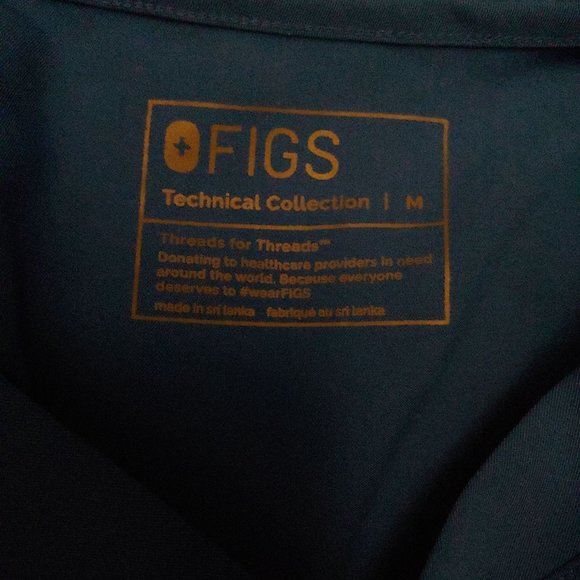 FIGS
Technical Collection | M
Threads for Threads™
Donating to healthcare providers in need
around the world. Because everyone
deserves to #wearFIGS
made in sri lanka fabriqué au sri lanka